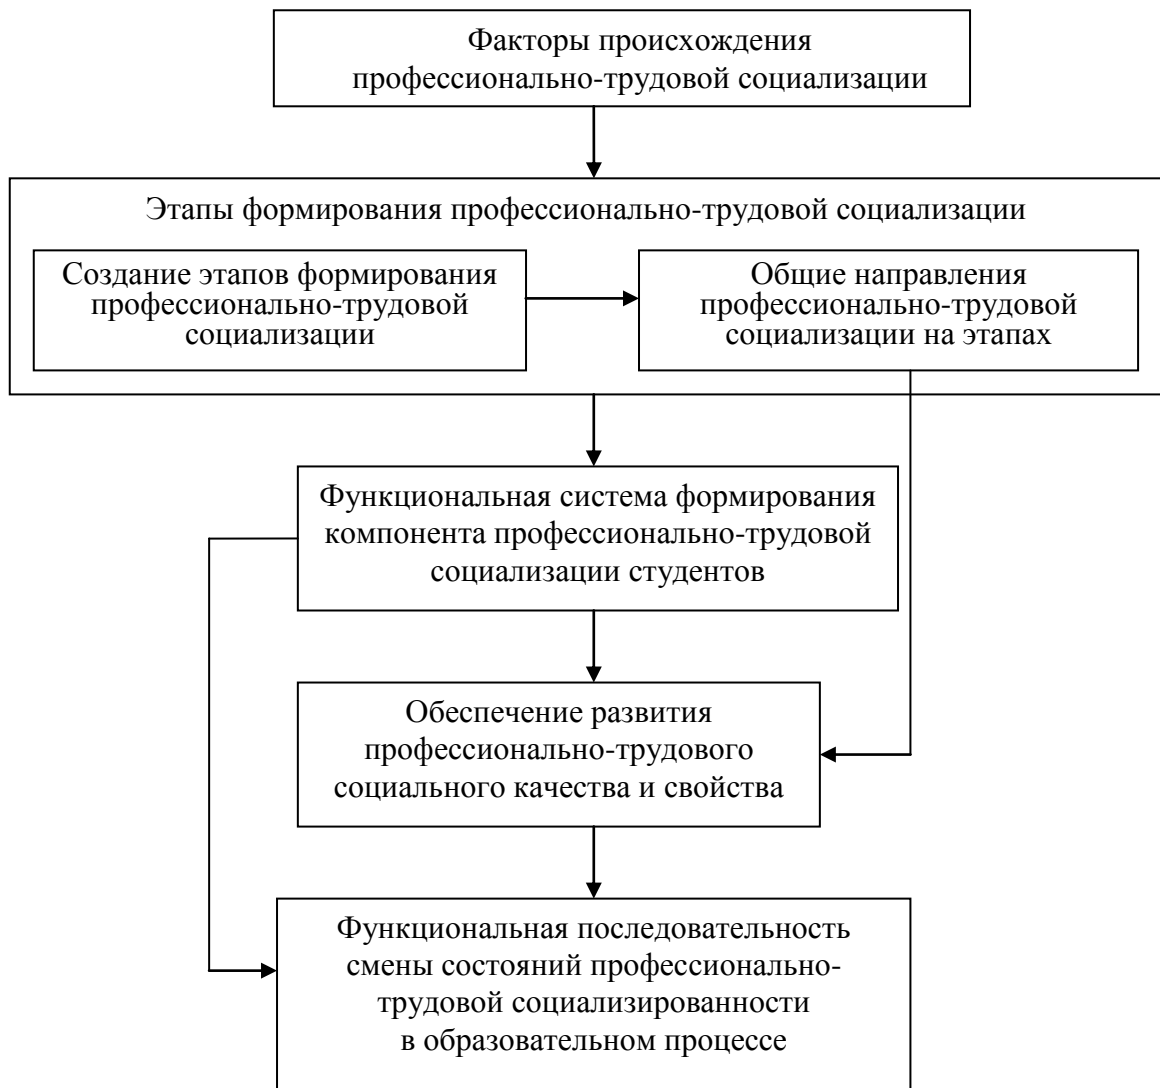 Факторы происхождения
профессионально-трудовой социализации
Этапы формирования профессионально-трудовой социализации
Создание этапов формирования
профессионально-трудовой
социализации
Общие направления
профессионально-трудовой
социализации на этапах
Функциональная система формирования
компонента профессионально-трудовой
социализации студентов
Обеспечение развития
профессионально-трудового
социального качества и свойства
Функциональная последовательность
смены состояний профессионально-
трудовой социализированности
в образовательном процессе